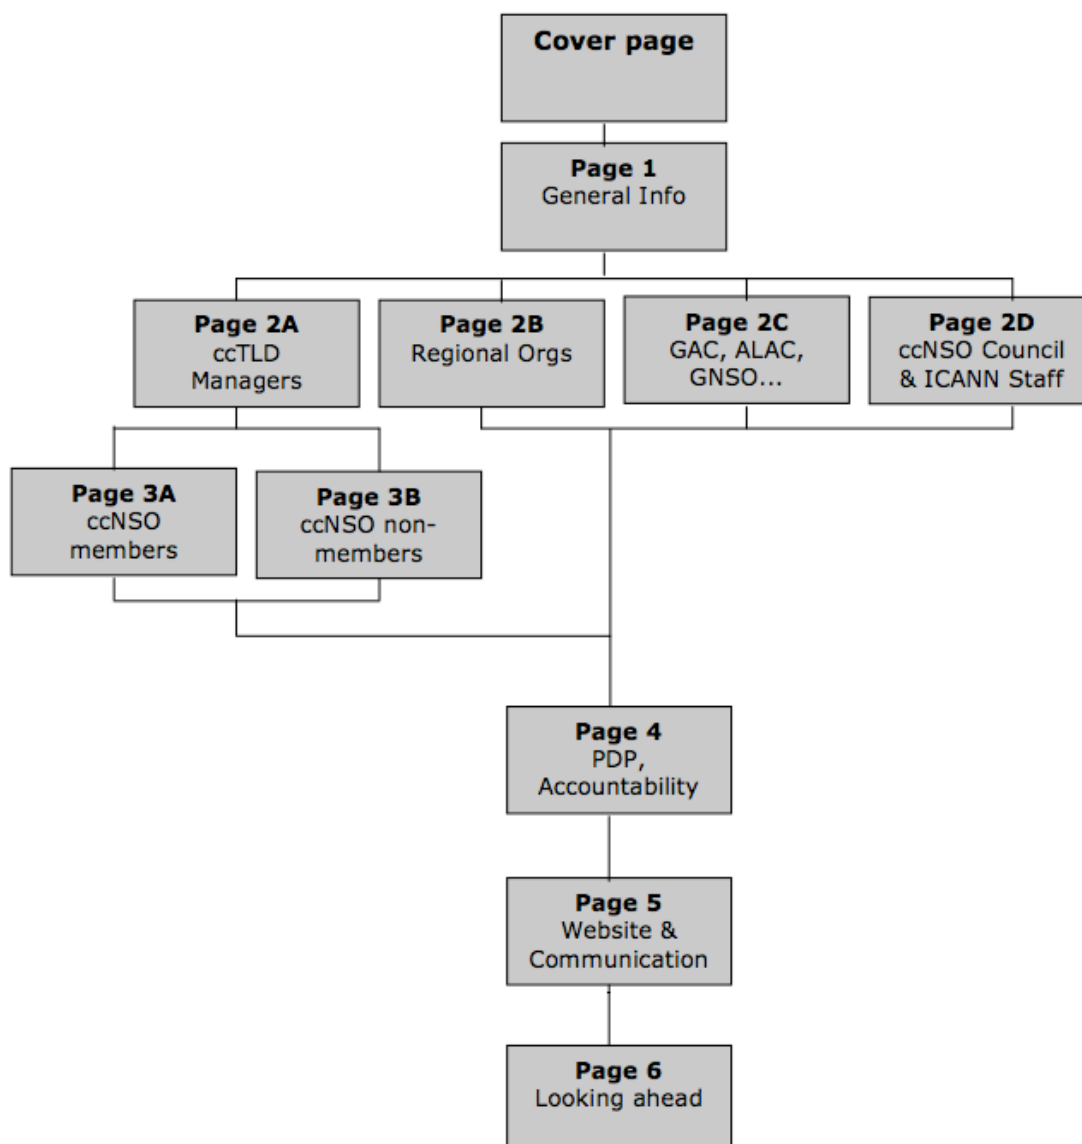 Cover page
Page 1
General Info
Page 2A
ccTLD
Managers
Page 2B
Regional Orgs
Page 2C
GAC, ALAC,
GNSO...
Page 2D
ccNSO Council
& ICANN Staff
Page 3A
ccNSO
members
Page 3B
ccNSO non-
members
Page 4
PDP,
Accountability
Page 5
Website &
Communication
Page 6
Looking ahead